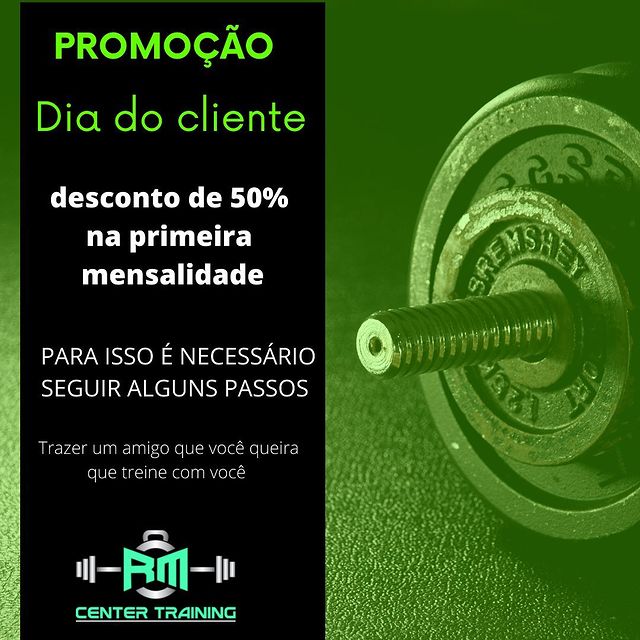 PROMOÇÃO
Dia do cliente
desconto de 50%
na primeira
mensalidade
PARA ISSO É NECESSÁRIO
SEGUIR ALGUNS PASSOS
Trazer um amigo que você queira
que treine com você
RM
CENTER TRAINING
BREMSHEY